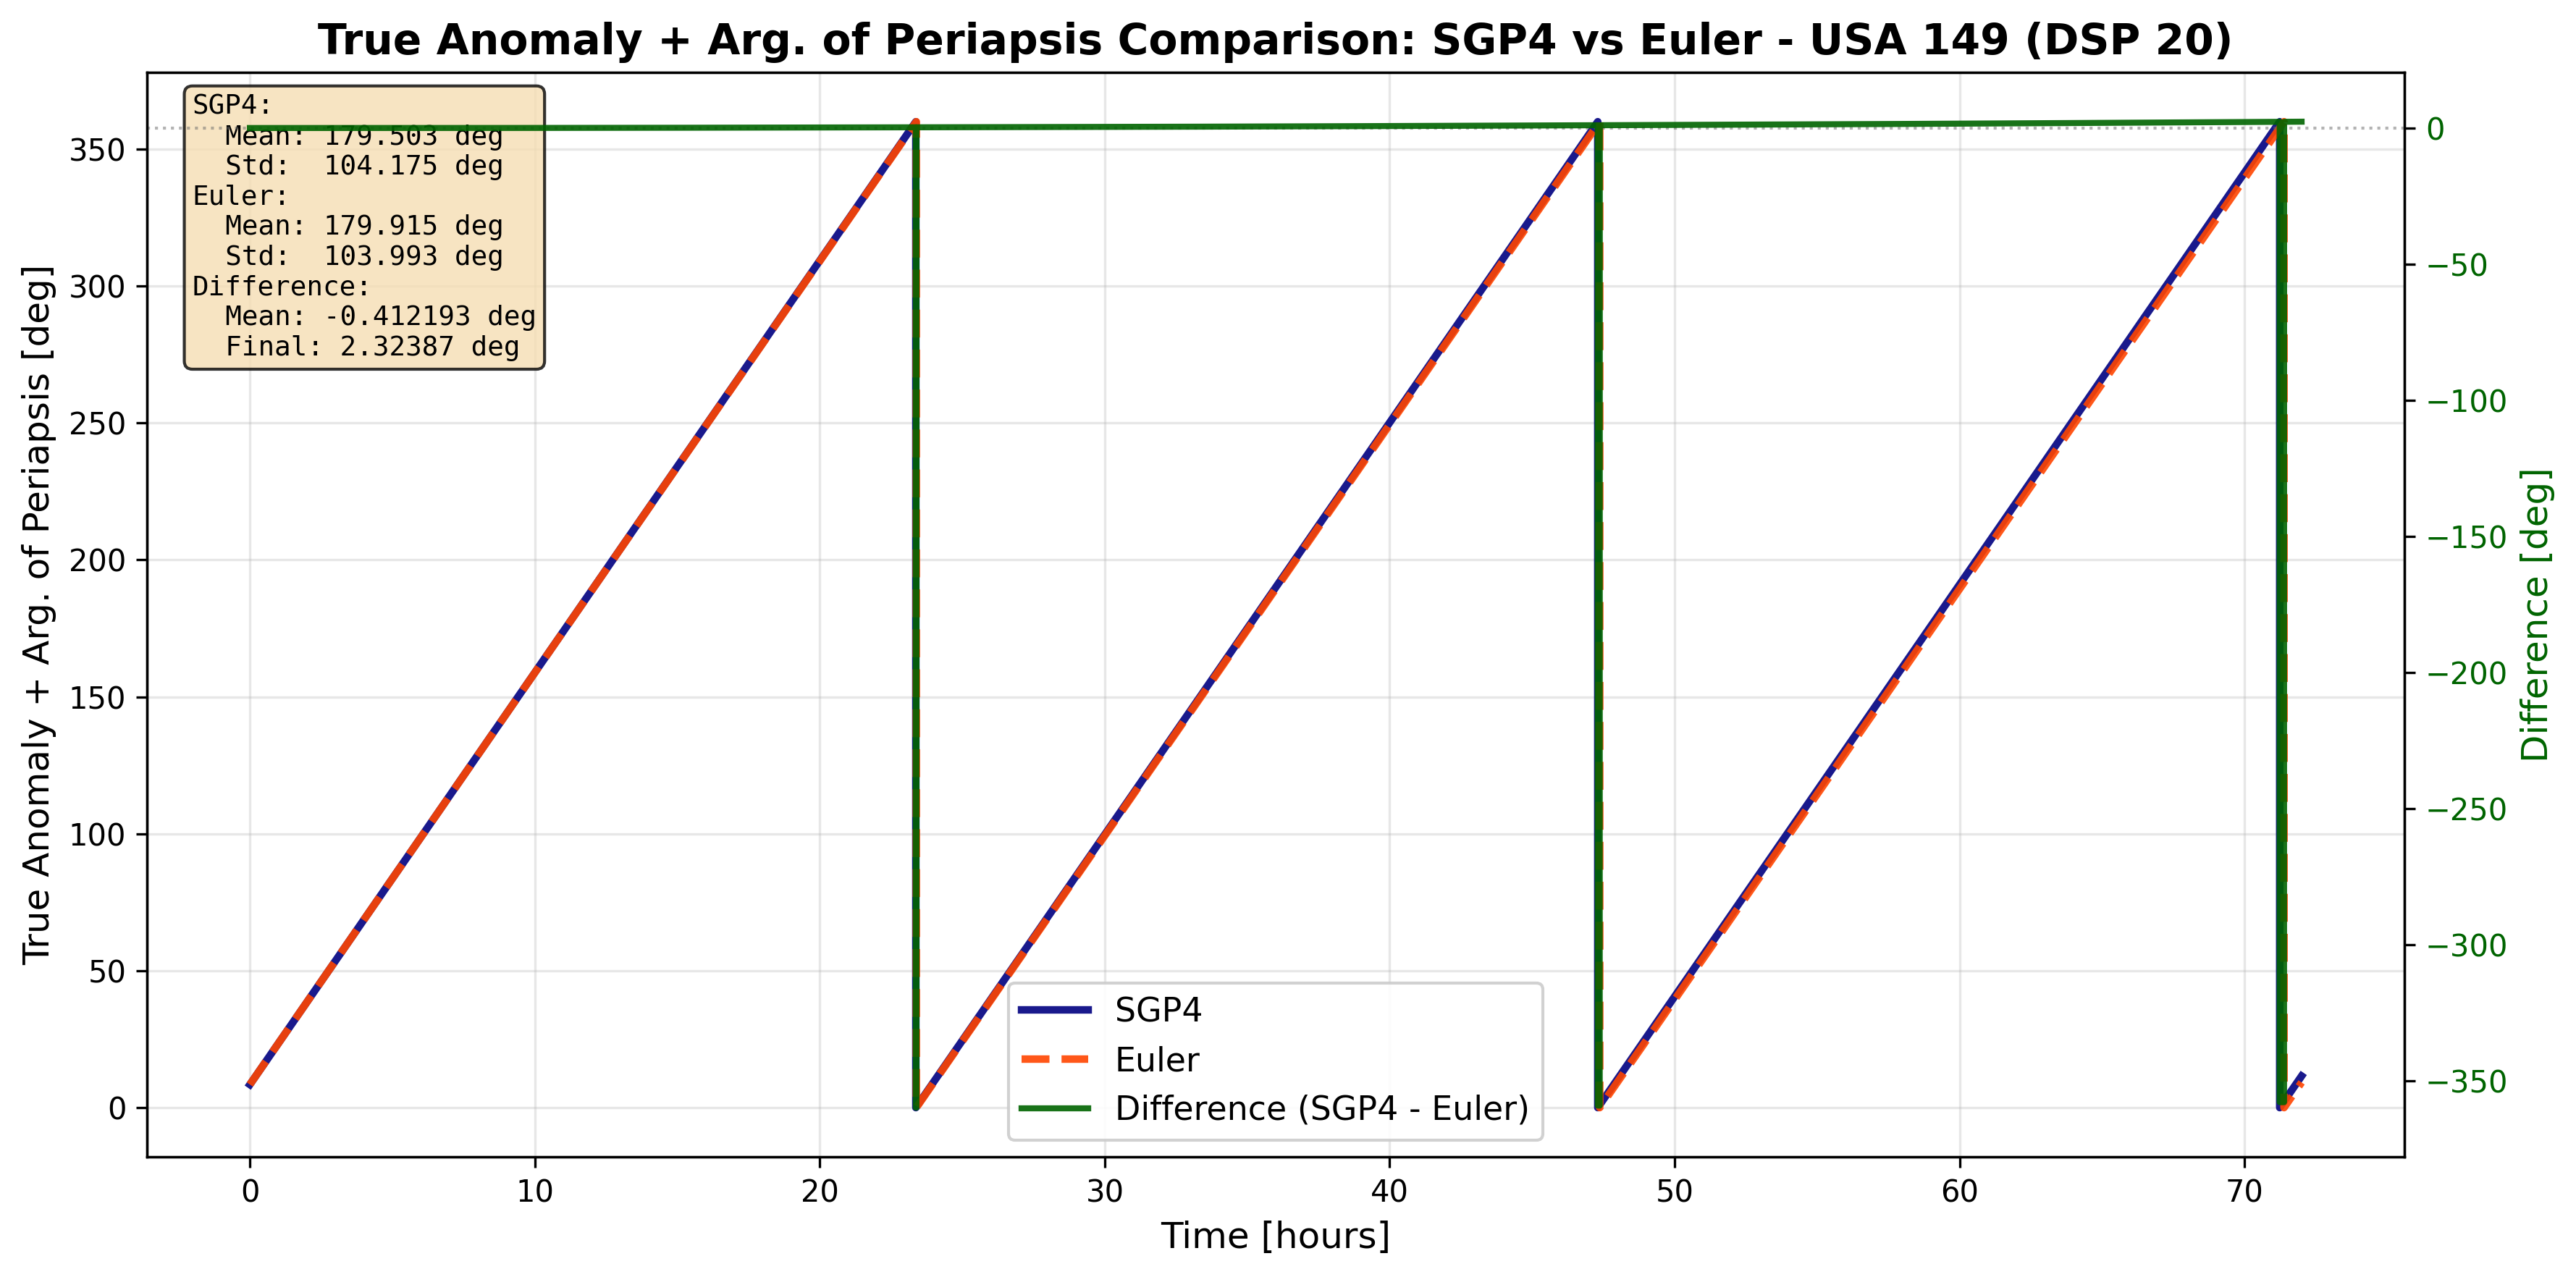 True Anomaly + Arg. of Periapsis Comparison: SGP4 vs Euler - USA 149 (DSP 20)
SGP4:
Mean: 179.503 deg
Std: 104.175 deg
Euler:
Mean: 179.915 deg
Std: 103.993 deg
Difference:
Mean: -0.412193 deg
Final: 2.32387 deg
True Anomaly + Arg. of Periapsis [deg]
350
300
250
200
150
100
50
0
0
−50
−100
−150
−200
−250
−300
−350
Difference [deg]
SGP4
Euler
Difference (SGP4 - Euler)
0 10 20 30 40 50 60 70
Time [hours]